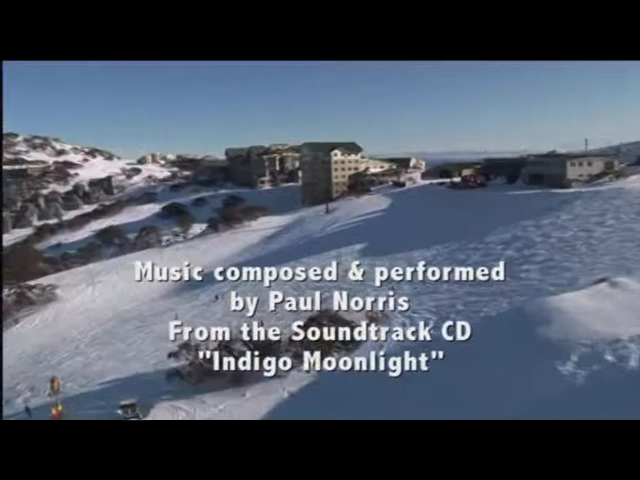 Music composed & performed
by Paul Norris
From the Soundtrack CD
"Indigo Moonlight"